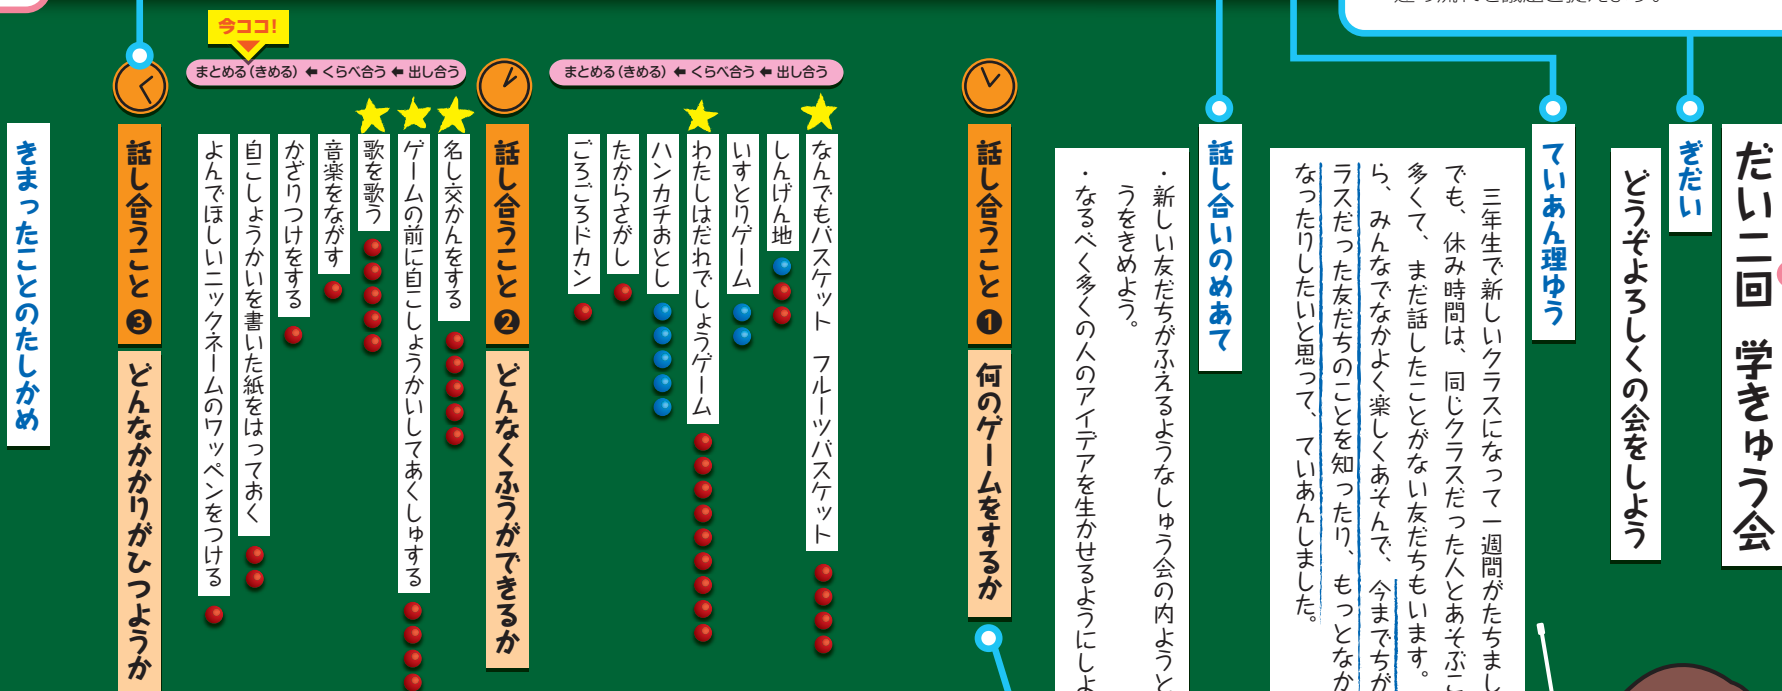 だい二回 学きゅう会
ぎだい
どうぞよろしくの会をしよう
ていあん理ゆう
三年生で新しいクラスになって一週間がたちまし
でも、休み時間は、同じクラスだった人とあそぶこ
多くて、まだ話したことがない友だちもいます。
ら、みんなでなかよく楽しくあそんで、今までちが
ラスだった友だちのことを知ったり、もっとなか
なったりしたいと思って、ていあんしました。
話し合いのめあて
・新しい友だちがふえるようなしゅう会の内ようと
うをきめよう。
・なるべく多くの人のアイデアを生かせるようにしよ
話し合うこと ❶ 何のゲームをするか
まとめる(きめる) ⬅ くらべ合う ⬅ 出し合う
なんでもバスケット フルーツバスケット
しんげん地
いすとりゲーム
わたしはだれでしょうゲーム
ハンカチおとし
たからさがし
ごろごろドカン
話し合うこと ❷ どんなくふうができるか
今ココ!
まとめる(きめる) ⬅ くらべ合う ⬅ 出し合う
名し交かんをする
ゲームの前に自こしょうかいしてあくしゅする
歌を歌う
音楽をながす
かざりつけをする
自こしょうかいを書いた紙をはっておく
よんでほしいニックネームのワッペンをつける
話し合うこと ❸ どんなかかりがひつようか
きまったことのたしかめ